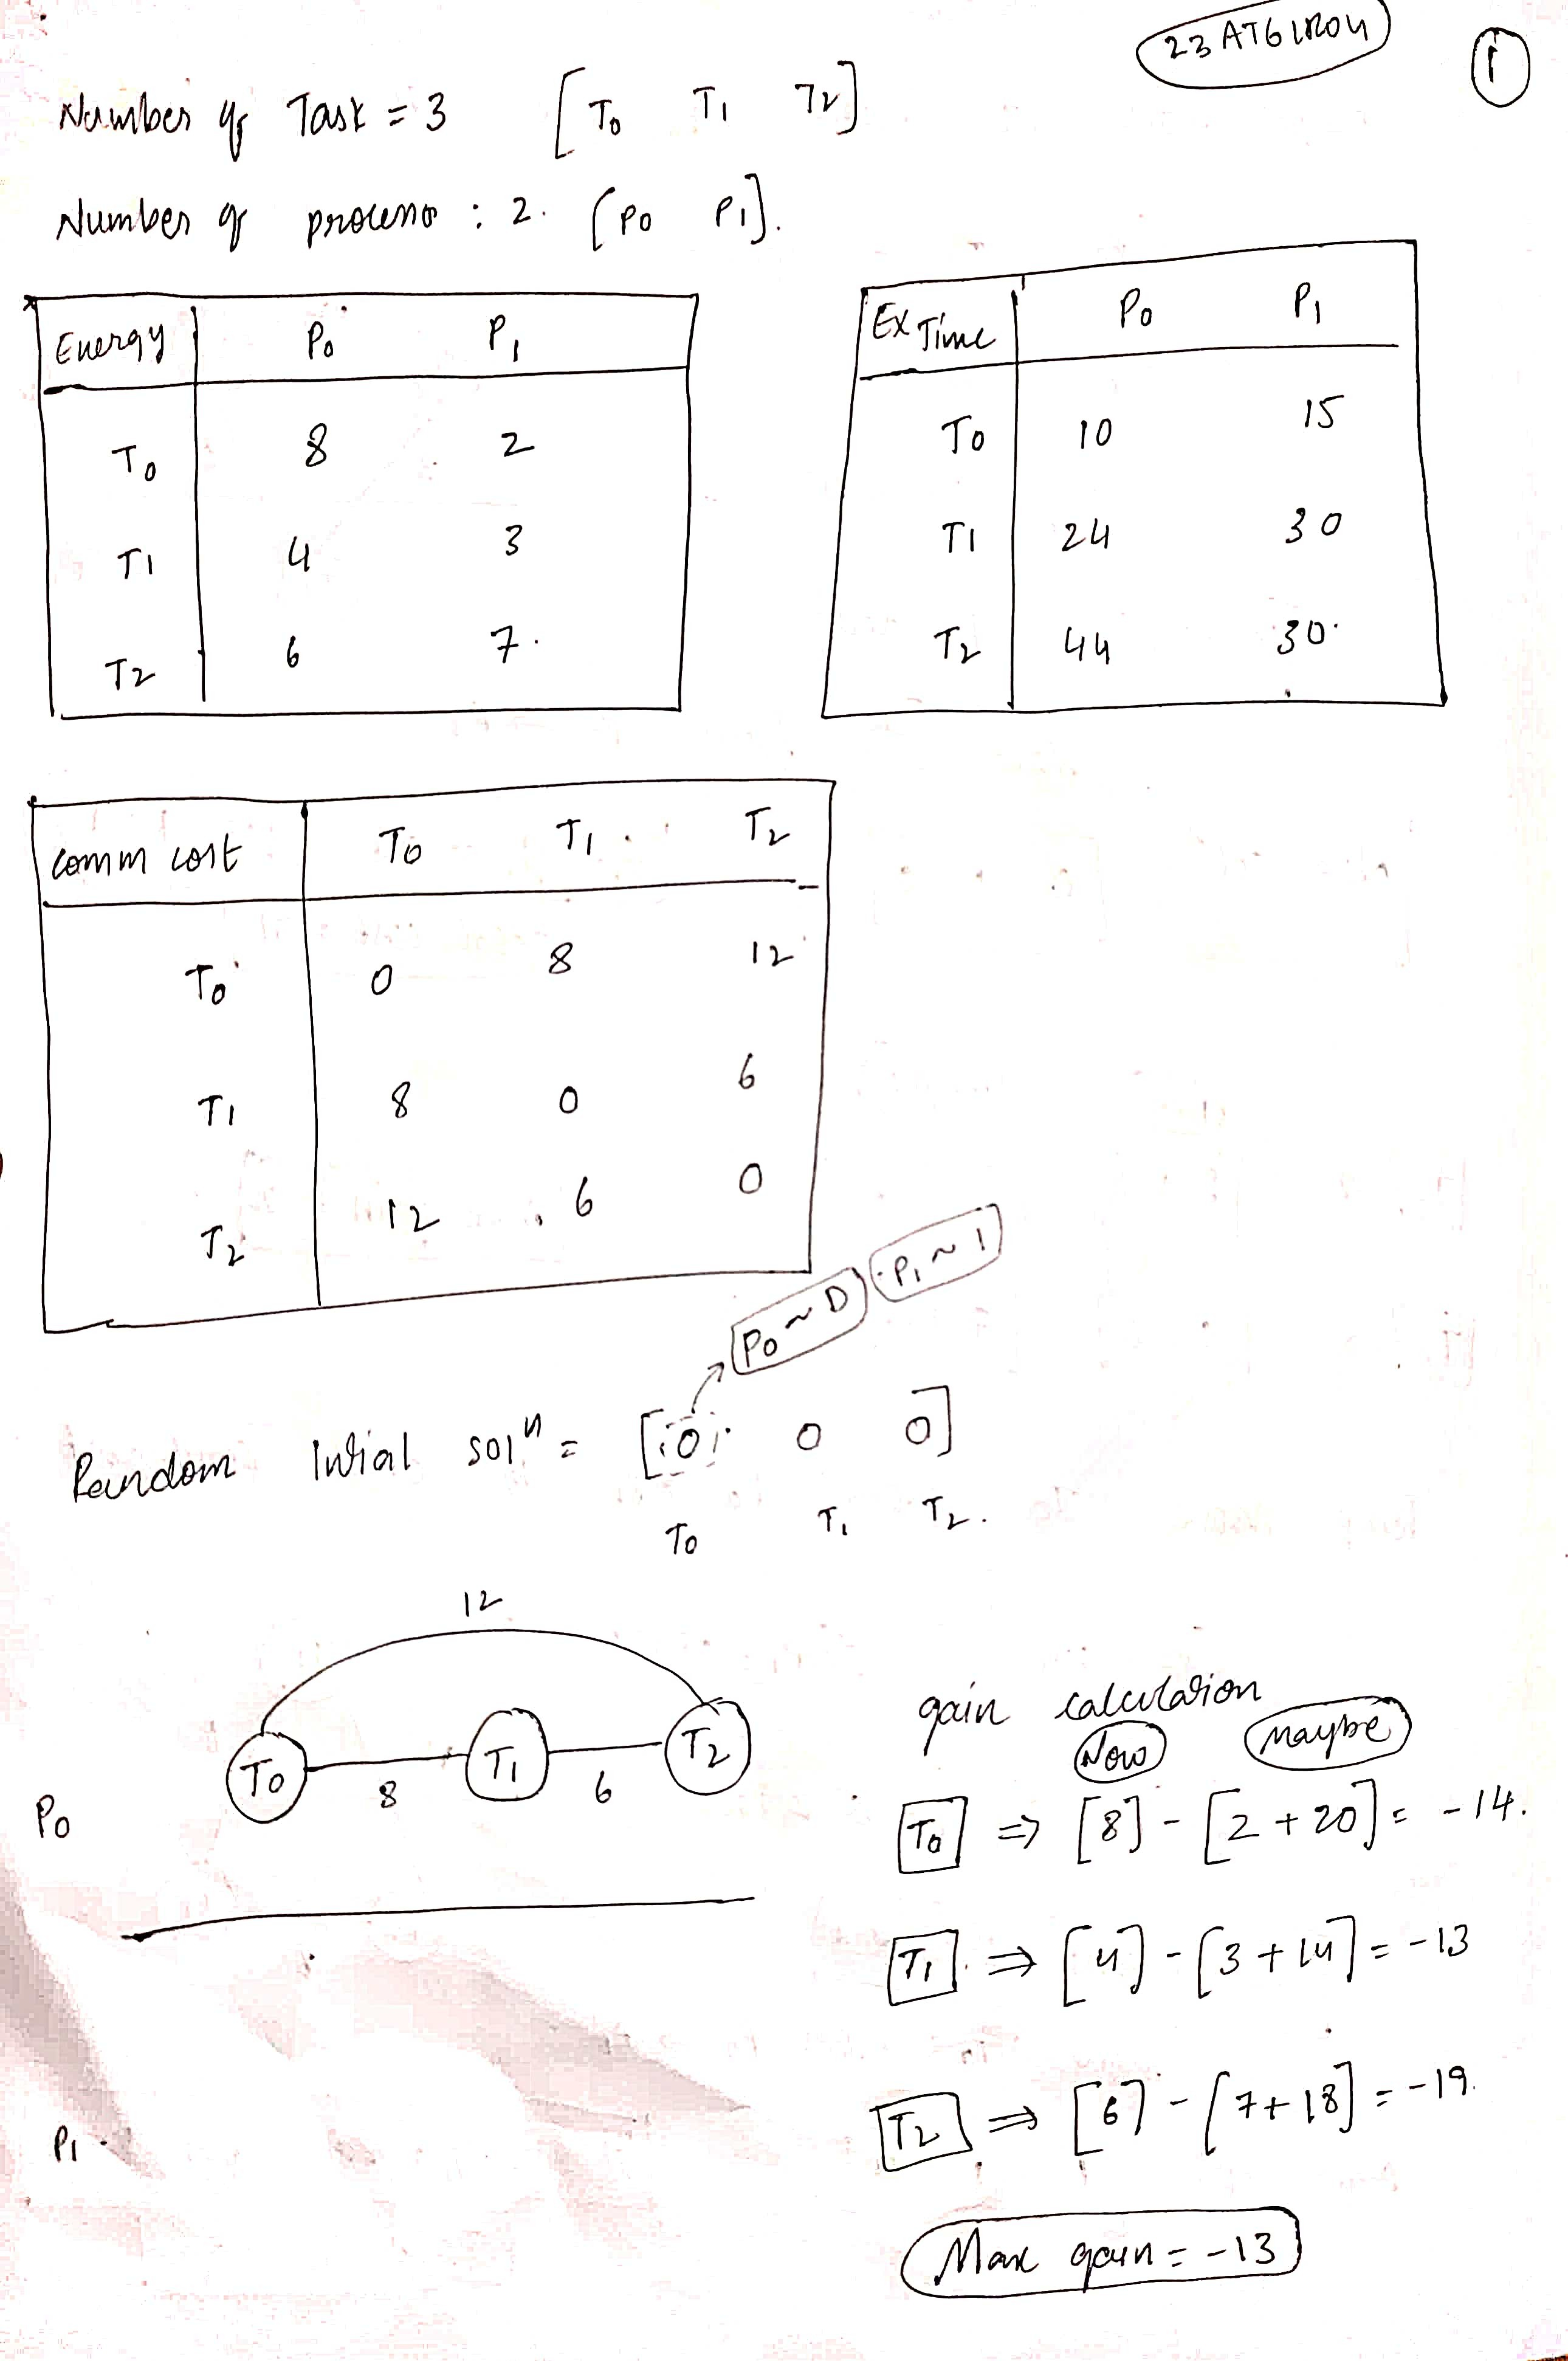 23AT61R04
1
Number of Task = 3 [T0 T1 T2]
Number of processor : 2. [P0 P1].
Energy P0 P1
T0 8 2
T1 4 3
T2 6 7.
Ex Time P0 P1
T0 10 15
T1 24 30
T2 44 30.
Comm cost T0 T1 T2
T0 0 8 12
T1 8 0 6
T2 12 6 0
P0 ~ 0 P1 ~ 1
Random Intial solⁿ = [0 0 0]
T0 T1 T2.
12
T0 8 T1 6 T2
P0
P1
gain calculation
Now Maybe
T0 ⇒ [8] - [2 + 20] = -14.
T1 ⇒ [4] - [3 + 14] = -13
T2 ⇒ [6] - [7 + 18] = -19.
Max gain = -13